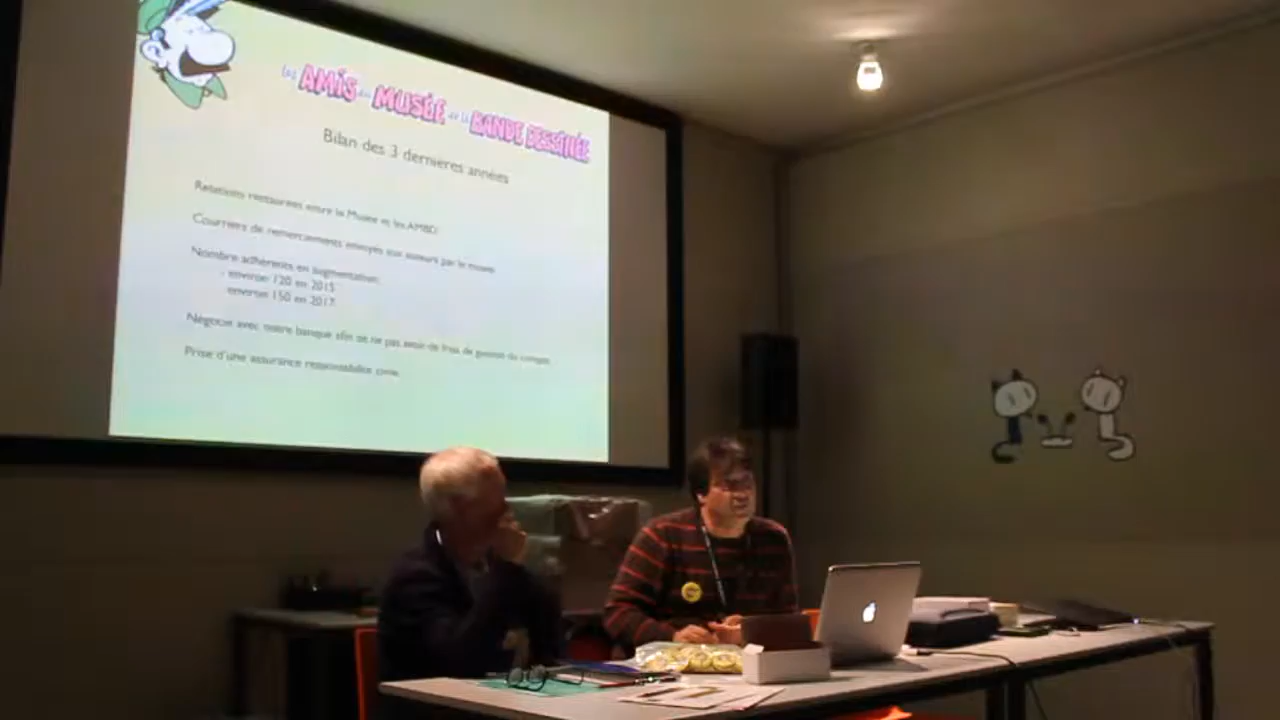 les AMIS du MUSÉE de la BANDE DESSINÉE
Bilan des 3 dernières années
Relations restaurées entre le Musée et les AMBD
Courriers de remerciements envoyés aux auteurs par le musée
Nombre adhérents en augmentation:
- environ 120 en 2015
environ 150 en 2017
Négocié avec notre banque afin de ne pas avoir de frais de gestion du compte
Prise d'une assurance responsabilité civile